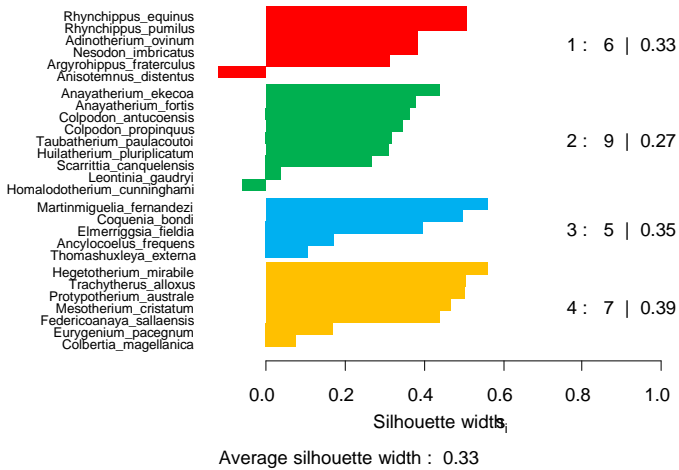 Rhynchippus_equinus
Rhynchippus_pumilus
Adinotherium_ovinum
Nesodon_imbricatus
Argyrohippus_fraterculus
Anisotemnus_distentus
1 : 6 | 0.33
Anayatherium_ekecoa
Anayatherium_fortis
Colpodon_antucoensis
Colpodon_propinquus
Taubatherium_paulacoutoi
Huilatherium_pluriplicatum
Scarrittia_canquelensis
Leontinia_gaudryi
Homalodotherium_cunninghami
2 : 9 | 0.27
Martinmiguelia_fernandezi
Coquenia_bondi
Elmerriggsia_fieldia
Ancylocoelus_frequens
Thomashuxleya_externa
3 : 5 | 0.35
Hegetotherium_mirabile
Trachytherus_alloxus
Protypotherium_australe
Mesotherium_cristatum
Federicoanaya_sallaensis
Eurygenium_pacegnum
Colbertia_magellanica
4 : 7 | 0.39
0.0 0.2 0.4 0.6 0.8 1.0
Silhouette width si
Average silhouette width : 0.33